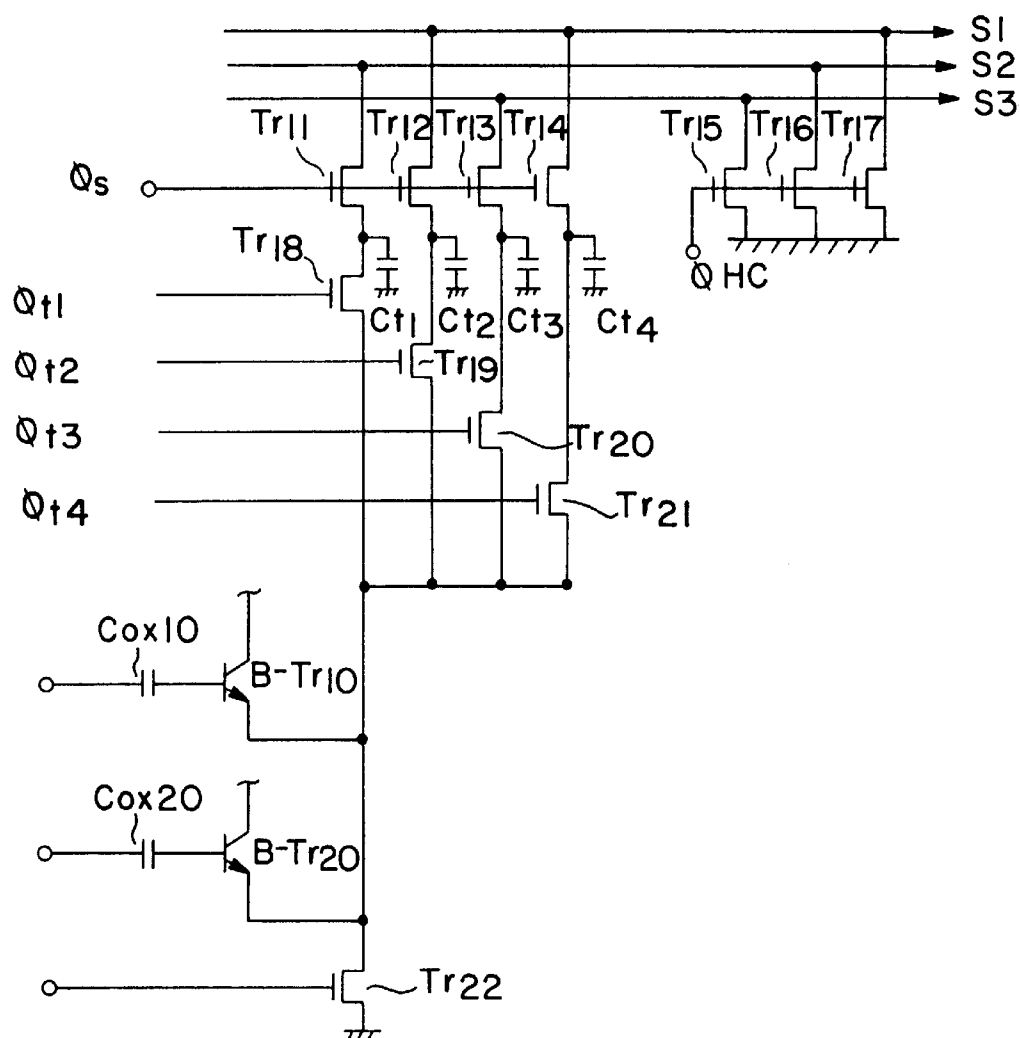 S1
S2
S3
Tr11 Tr12 Tr13 Tr14 Tr15 Tr16 Tr17
Øs
Tr18
ØHC
Øt1
Ct1 Ct2 Ct3 Ct4
Øt2
Tr19
Øt3
Tr20
Øt4
Tr21
Cox10
B-Tr10
Cox20
B-Tr20
Tr22